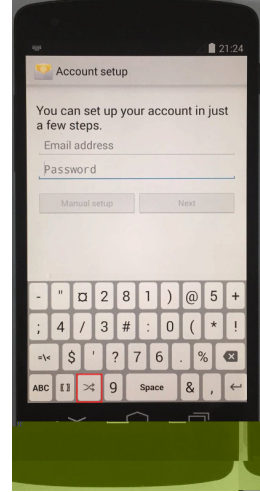 21:24
Account setup
You can set up your account in just
a few steps.
Email address
Password
Manual setup Next
- " ¤ 2 8 1 ) @ 5 +
; 4 / 3 # : 0 ( * !
=\< $ ' ? 7 6 . % 
ABC 9 Space & ,